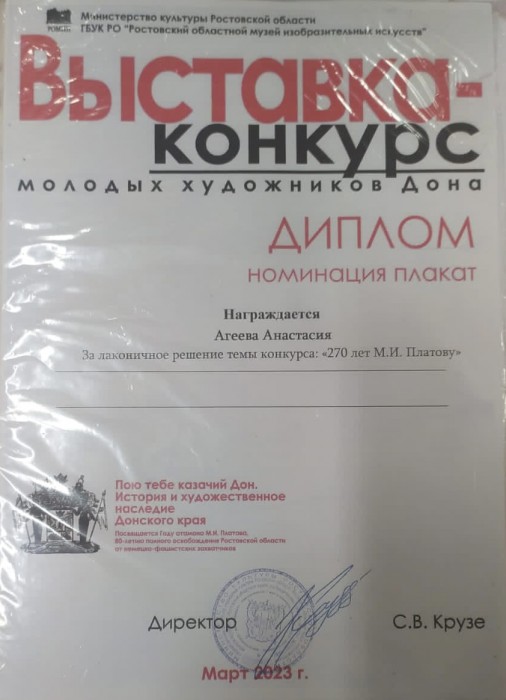 Министерство культуры Ростовской области
ГБУК РО "Ростовский областной музей изобразительных искусств"
Выставка-
конкурс
молодых художников Дона
ДИПЛОМ
номинация плакат
Награждается
Агеева Анастасия
За лаконичное решение темы конкурса: «270 лет М.И. Платову»
Пою тебе казачий Дон.
История и художественное
наследие
Донского края
Посвящается Году атамана М.И. Платова,
80-летию полного освобождения Ростовской области
от немецко-фашистских захватчиков
Директор
С.В. Крузе
Март 2023 г.